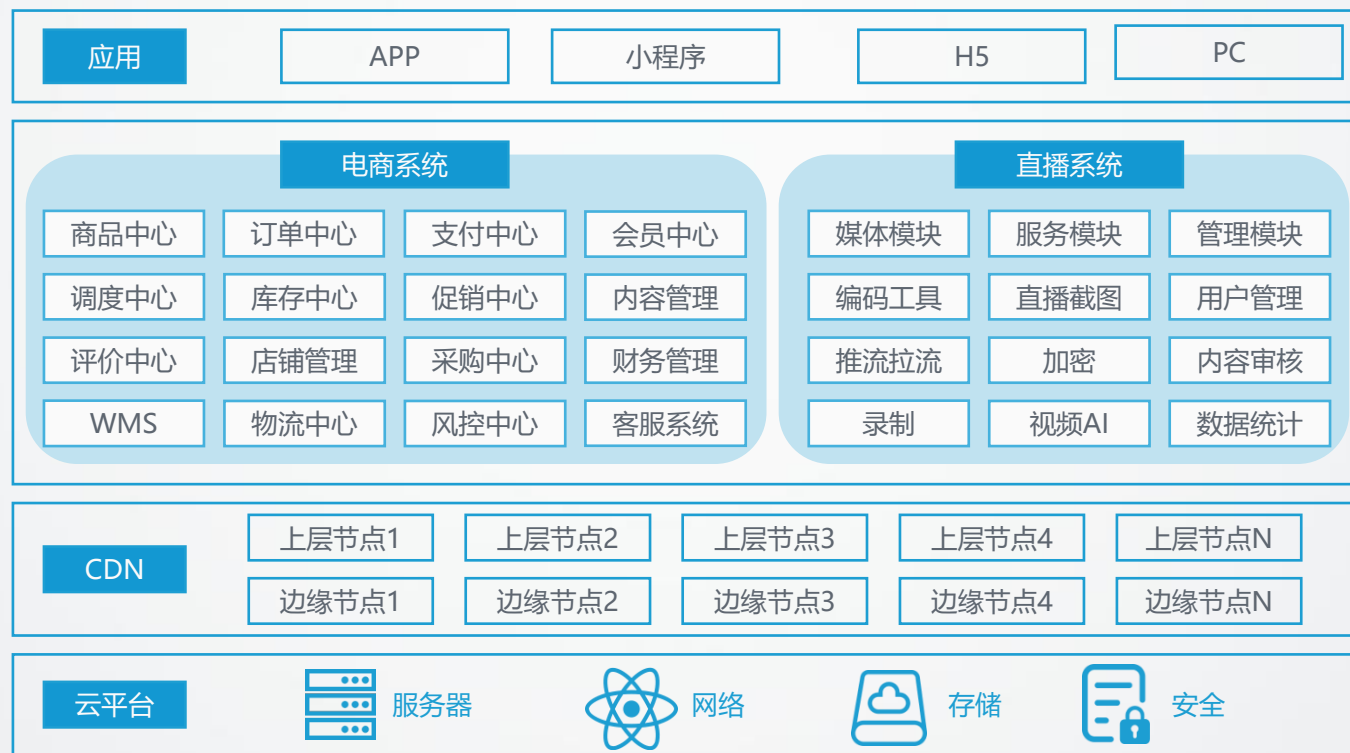 应用 APP 小程序 H5 PC
电商系统 直播系统
商品中心 订单中心 支付中心 会员中心 媒体模块 服务模块 管理模块
调度中心 库存中心 促销中心 内容管理 编码工具 直播截图 用户管理
评价中心 店铺管理 采购中心 财务管理 推流拉流 加密 内容审核
WMS 物流中心 风控中心 客服系统 录制 视频AI 数据统计
CDN
上层节点1 上层节点2 上层节点3 上层节点4 上层节点N
边缘节点1 边缘节点2 边缘节点3 边缘节点4 边缘节点N
云平台 服务器 网络 存储 安全